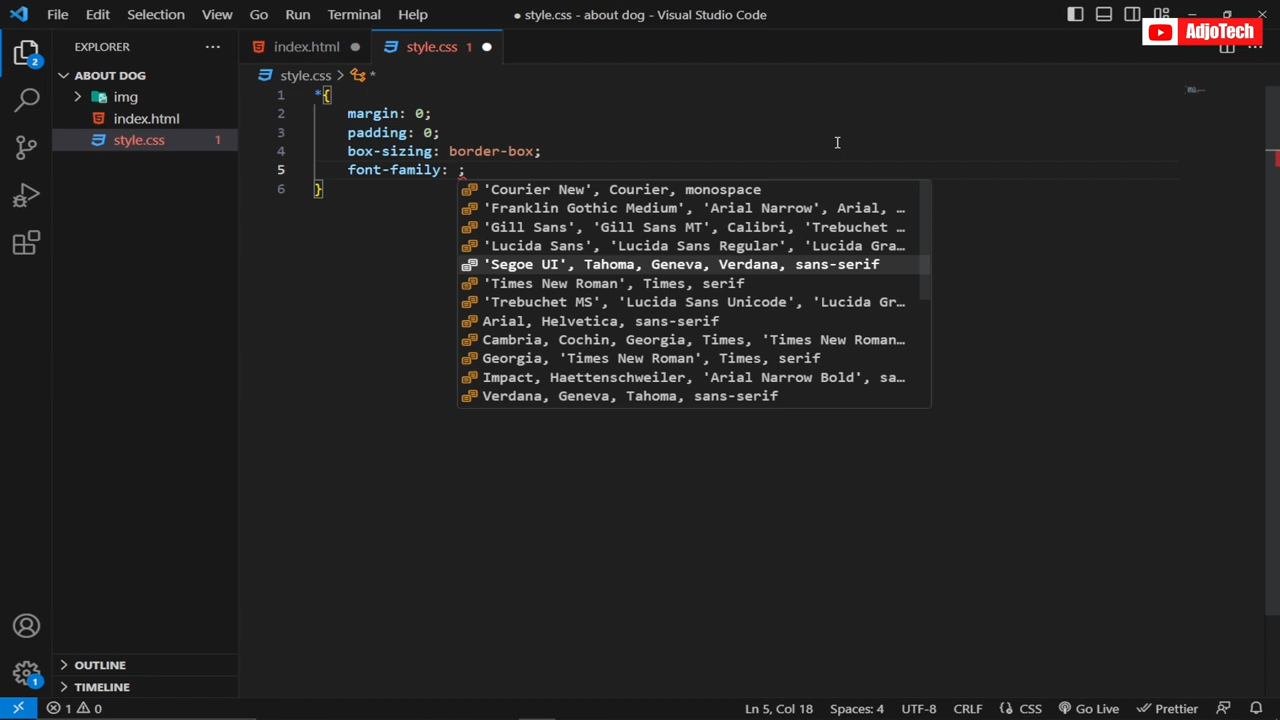 File Edit Selection View Go Run Terminal Help
● style.css - about dog - Visual Studio Code
AdjoTech
EXPLORER
index.html
style.css 1
ABOUT DOG
img
index.html
style.css 1
style.css > *
1 *{
2 margin: 0;
3 padding: 0;
4 box-sizing: border-box;
5 font-family: ;
6 }
'Courier New', Courier, monospace
'Franklin Gothic Medium', 'Arial Narrow', Arial, …
'Gill Sans', 'Gill Sans MT', Calibri, 'Trebuchet …
'Lucida Sans', 'Lucida Sans Regular', 'Lucida Gra…
'Segoe UI', Tahoma, Geneva, Verdana, sans-serif
'Times New Roman', Times, serif
'Trebuchet MS', 'Lucida Sans Unicode', 'Lucida Gr…
Arial, Helvetica, sans-serif
Cambria, Cochin, Georgia, Times, 'Times New Roman…
Georgia, 'Times New Roman', Times, serif
Impact, Haettenschweiler, 'Arial Narrow Bold', sa…
Verdana, Geneva, Tahoma, sans-serif
2
1
OUTLINE
TIMELINE
1 0
Ln 5, Col 18 Spaces: 4 UTF-8 CRLF {} CSS Go Live Prettier